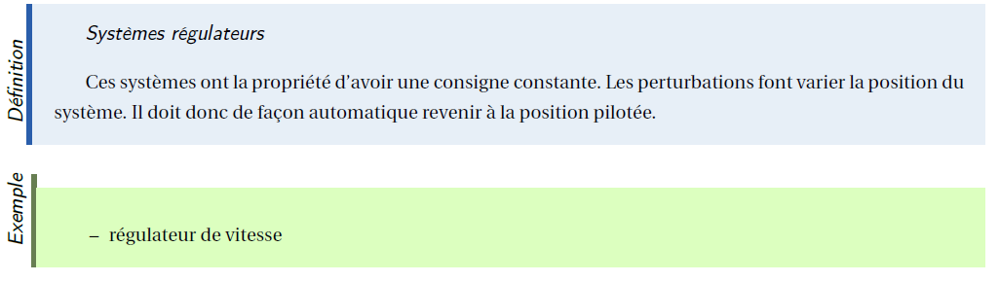 Définition
Systèmes régulateurs
Ces systèmes ont la propriété d'avoir une consigne constante. Les perturbations font varier la position du
système. Il doit donc de façon automatique revenir à la position pilotée.
Exemple
– régulateur de vitesse